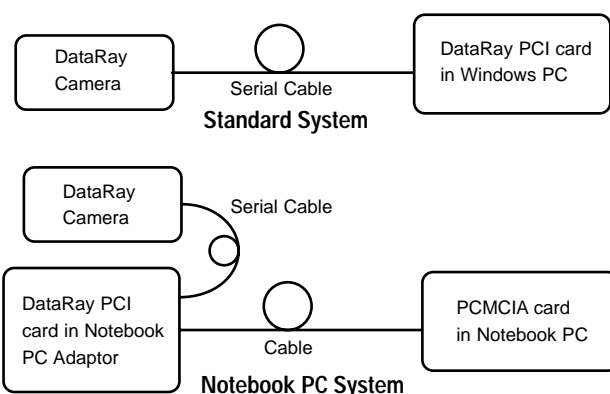 DataRay
Camera
Serial Cable
DataRay PCI card
in Windows PC
Standard System
DataRay
Camera
Serial Cable
DataRay PCI
card in Notebook
PC Adaptor
Cable
PCMCIA card
in Notebook PC
Notebook PC System